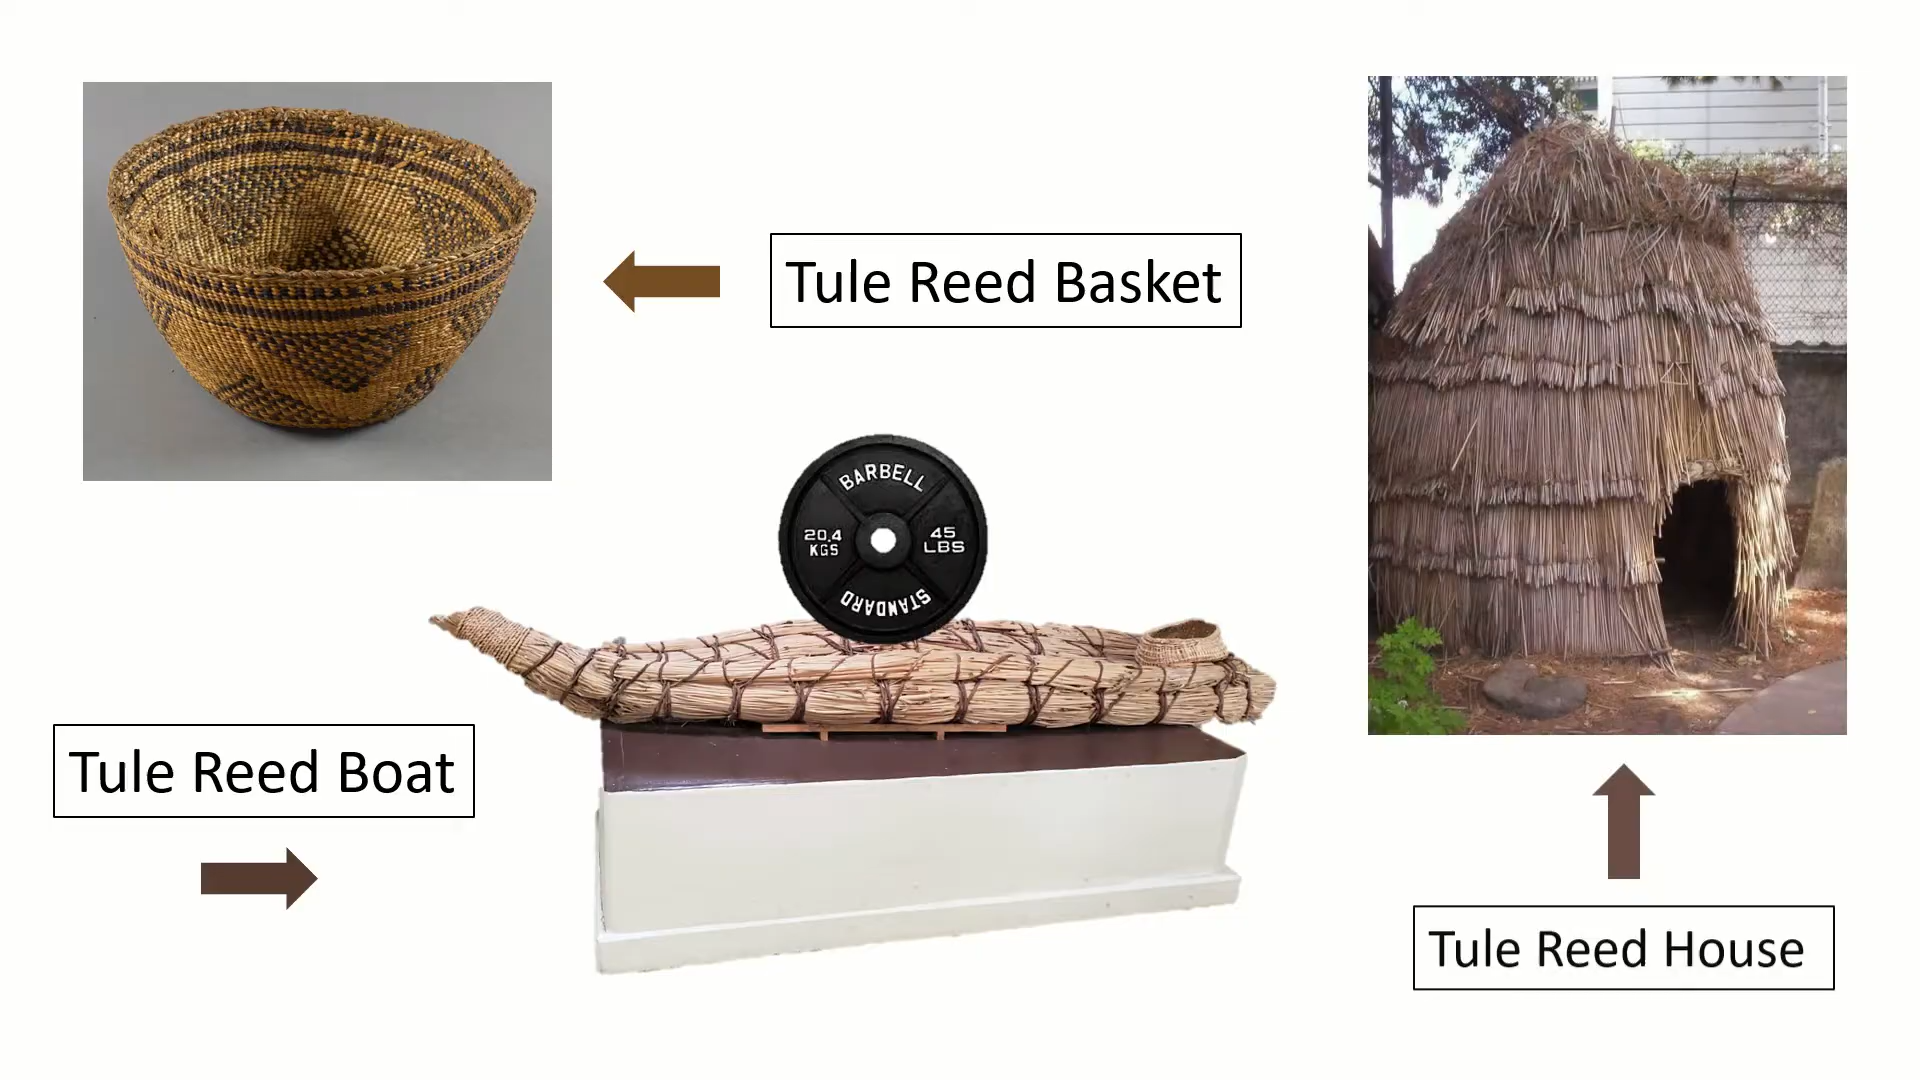 Tule Reed Basket
BARBELL
20.4
KGS
45
LBS
STANDARD
Tule Reed Boat
Tule Reed House